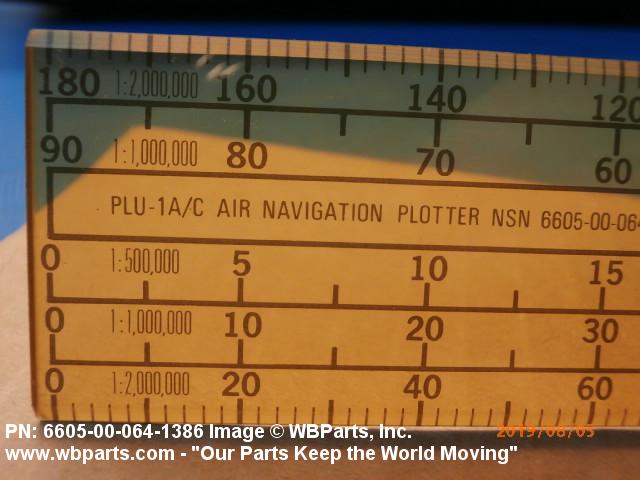 180 1:2,000,000 160 140 120
90 1:1,000,000 80 70 60
PLU-1A/C AIR NAVIGATION PLOTTER NSN 6605-00-064
0 1:500,000 5 10 15
0 1:1,000,000 10 20 30
0 1:2,000,000 20 40 60
PN: 6605-00-064-1386 Image © WBParts, Inc. 2019/08/05
www.wbparts.com - "Our Parts Keep the World Moving"